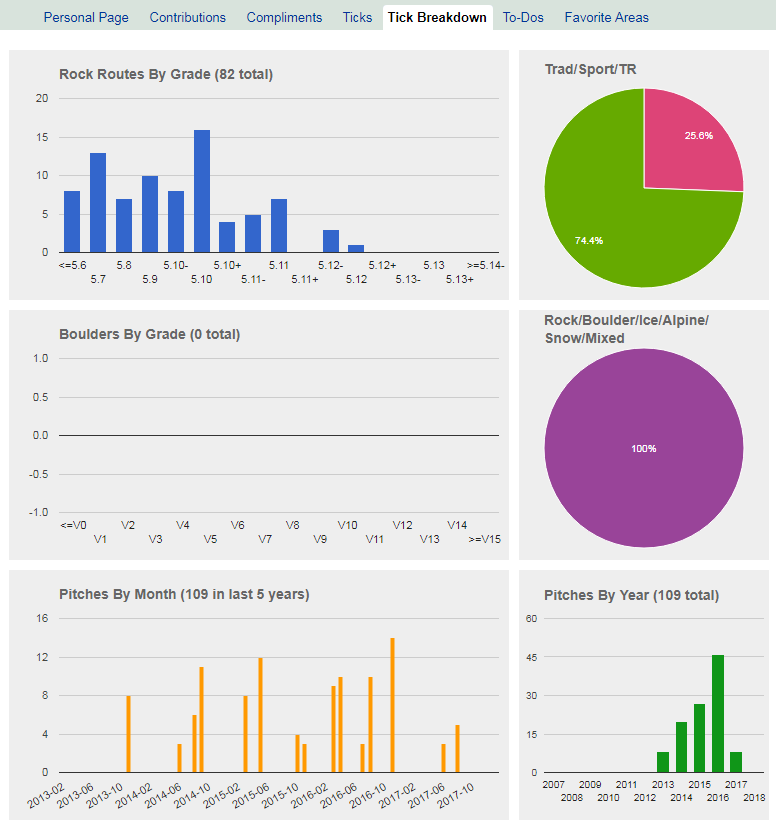 Personal Page Contributions Compliments Ticks Tick Breakdown To-Dos Favorite Areas
Rock Routes By Grade (82 total)
20
15
10
5
0
<=5.6 5.8 5.10- 5.10+ 5.11 5.12- 5.12+ 5.13 >=5.14-
5.7 5.9 5.10 5.11- 5.11+ 5.12 5.13- 5.13+
Trad/Sport/TR
25.6%
74.4%
Boulders By Grade (0 total)
1.0
0.5
0.0
-0.5
-1.0
<=V0 V2 V4 V6 V8 V10 V12 V14
V1 V3 V5 V7 V9 V11 V13 >=V15
Rock/Boulder/Ice/Alpine/
Snow/Mixed
100%
Pitches By Month (109 in last 5 years)
16
12
8
4
0
2013-02 2013-06 2013-10 2014-02 2014-06 2014-10 2015-02 2015-06 2015-10 2016-02 2016-06 2016-10 2017-02 2017-06 2017-10
Pitches By Year (109 total)
60
45
30
15
0
2007 2009 2011 2013 2015 2017
2008 2010 2012 2014 2016 2018